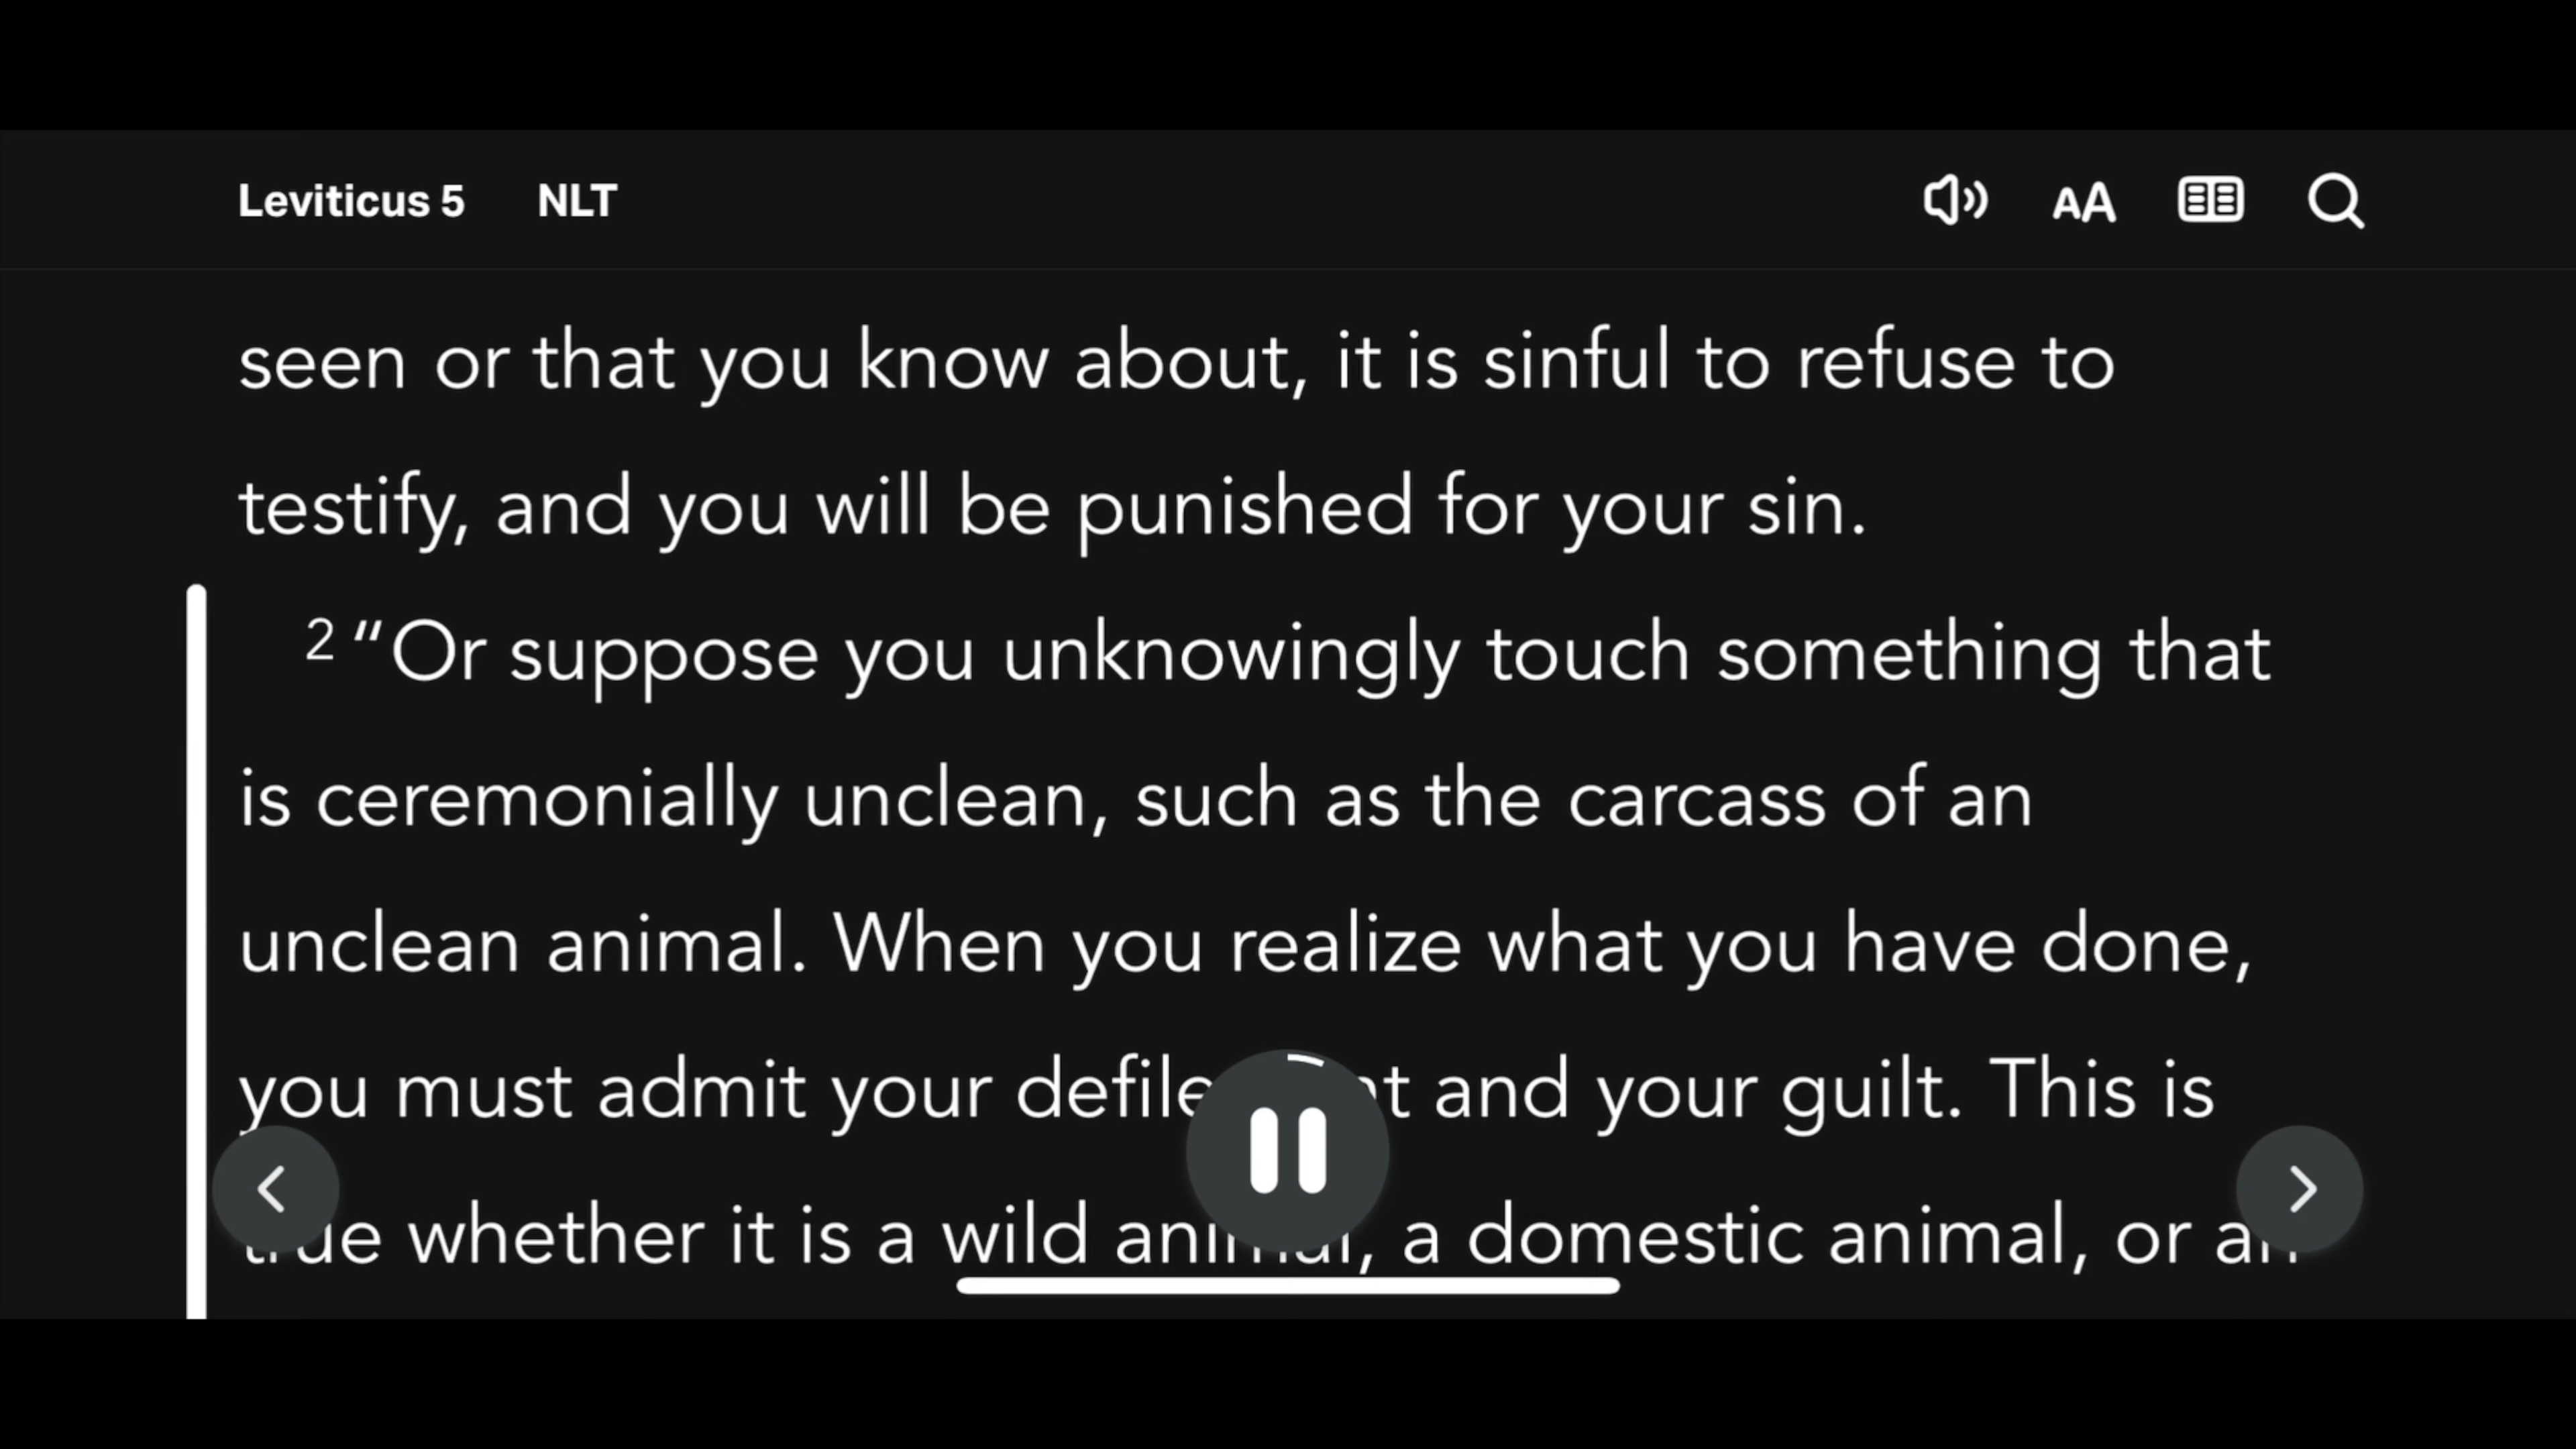 Leviticus 5 NLT AA
seen or that you know about, it is sinful to refuse to
testify, and you will be punished for your sin.
2 “Or suppose you unknowingly touch something that
is ceremonially unclean, such as the carcass of an
unclean animal. When you realize what you have done,
you must admit your and your guilt. This is
whether it is a wild a domestic animal, or